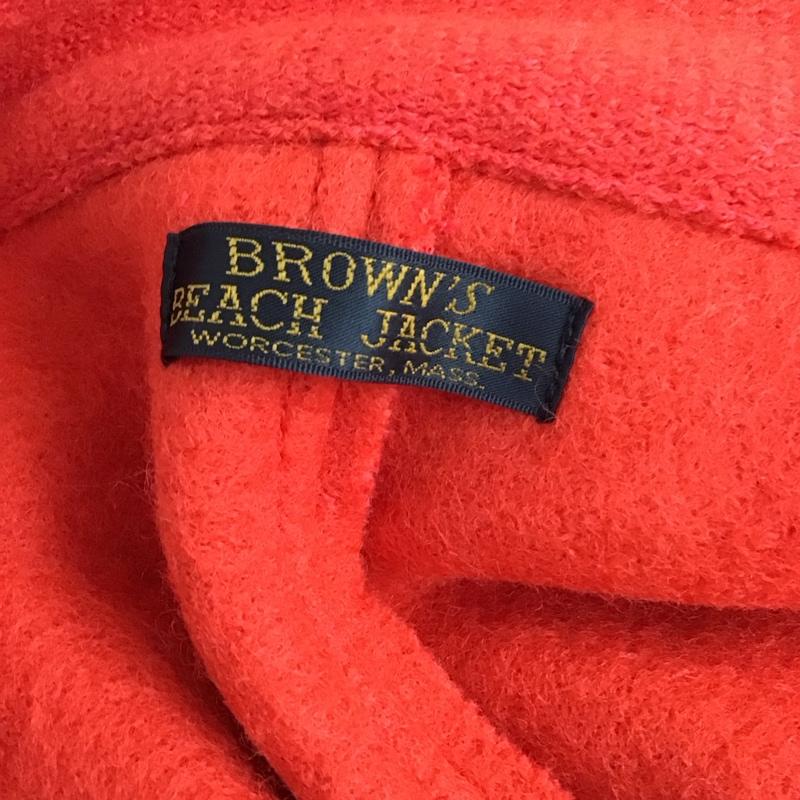 BROWN'S
BEACH JACKET
WORCESTER, MASS.